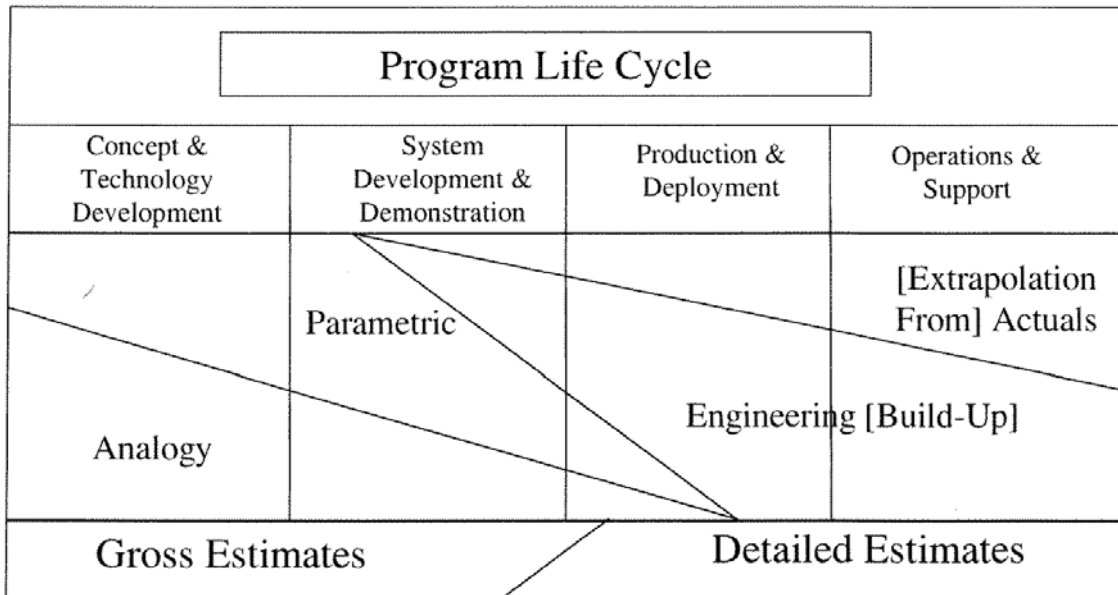 Program Life Cycle
Concept &
Technology
Development
System
Development &
Demonstration
Production &
Deployment
Operations &
Support
[Extrapolation
From] Actuals
Parametric
Engineering [Build-Up]
Analogy
Gross Estimates
Detailed Estimates